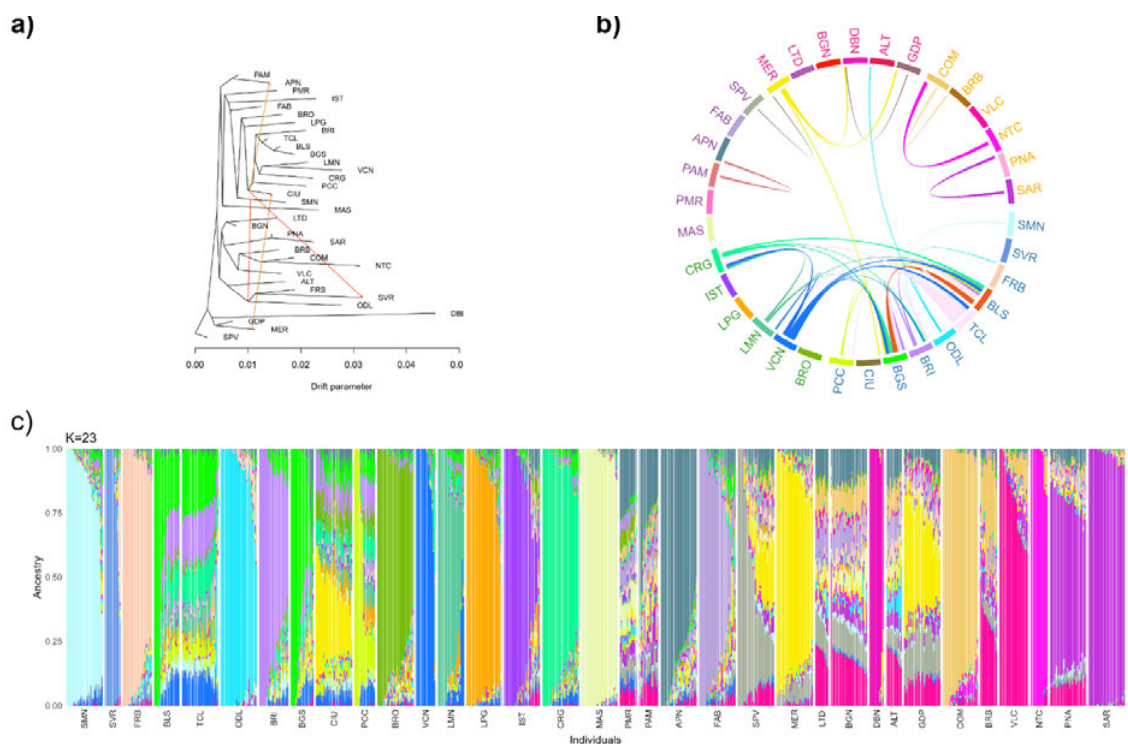 a)
PAM
APN
PMR
IST
FAB
BRO
LPG
BRI
TCL
BLS
BGS
LMN
VCN
CRG
PCC
CIU
SMN
MAS
LTD
BGN
PNA
SAR
BRB
COM
NTC
VLC
ALT
FRB
SVR
ODL
DBI
GDP
MER
SPV
0.00 0.01 0.02 0.03 0.04 0.0
Drift parameter
b)
MER
LTD
BGN
NBD
ALT
GDP
COM
BRB
VLC
NTC
PNA
SAR
SMN
SVR
FRB
BLS
TCL
ODL
BRI
BGS
CIU
PCC
BRO
VCN
LMN
LPG
IST
CRG
MAS
PMR
PAM
APN
FAB
SPV
c)
K=23
1.00
0.75
0.50
0.25
0.00
Ancestry
SMN SVR FRB BLS TCL ODL BRI BGS CIU PCC BRO VCN LMN LPG IST CRG MAS PMR PAM APN FAB SPV MER LTD BGN DBN ALT GDP COM BRB VLC NTC PNA SAR
Individuals